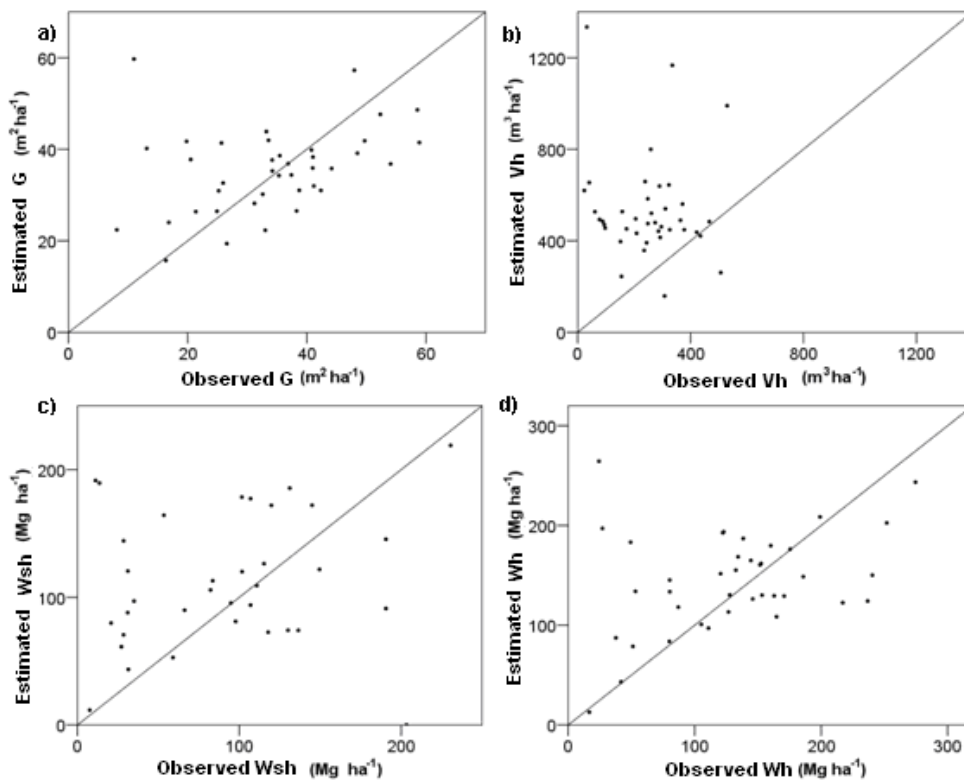 a)
60
40
20
0
Estimated G (m² ha⁻¹)
0 20 40 60
Observed G (m² ha⁻¹)
b)
1200
800
400
0
Estimated Vh (m³ ha⁻¹)
0 400 800 1200
Observed Vh (m³ ha⁻¹)
c)
200
100
0
Estimated Wsh (Mg ha⁻¹)
0 100 200
Observed Wsh (Mg ha⁻¹)
d)
300
200
100
0
Estimated Wh (Mg ha⁻¹)
0 100 200 300
Observed Wh (Mg ha⁻¹)